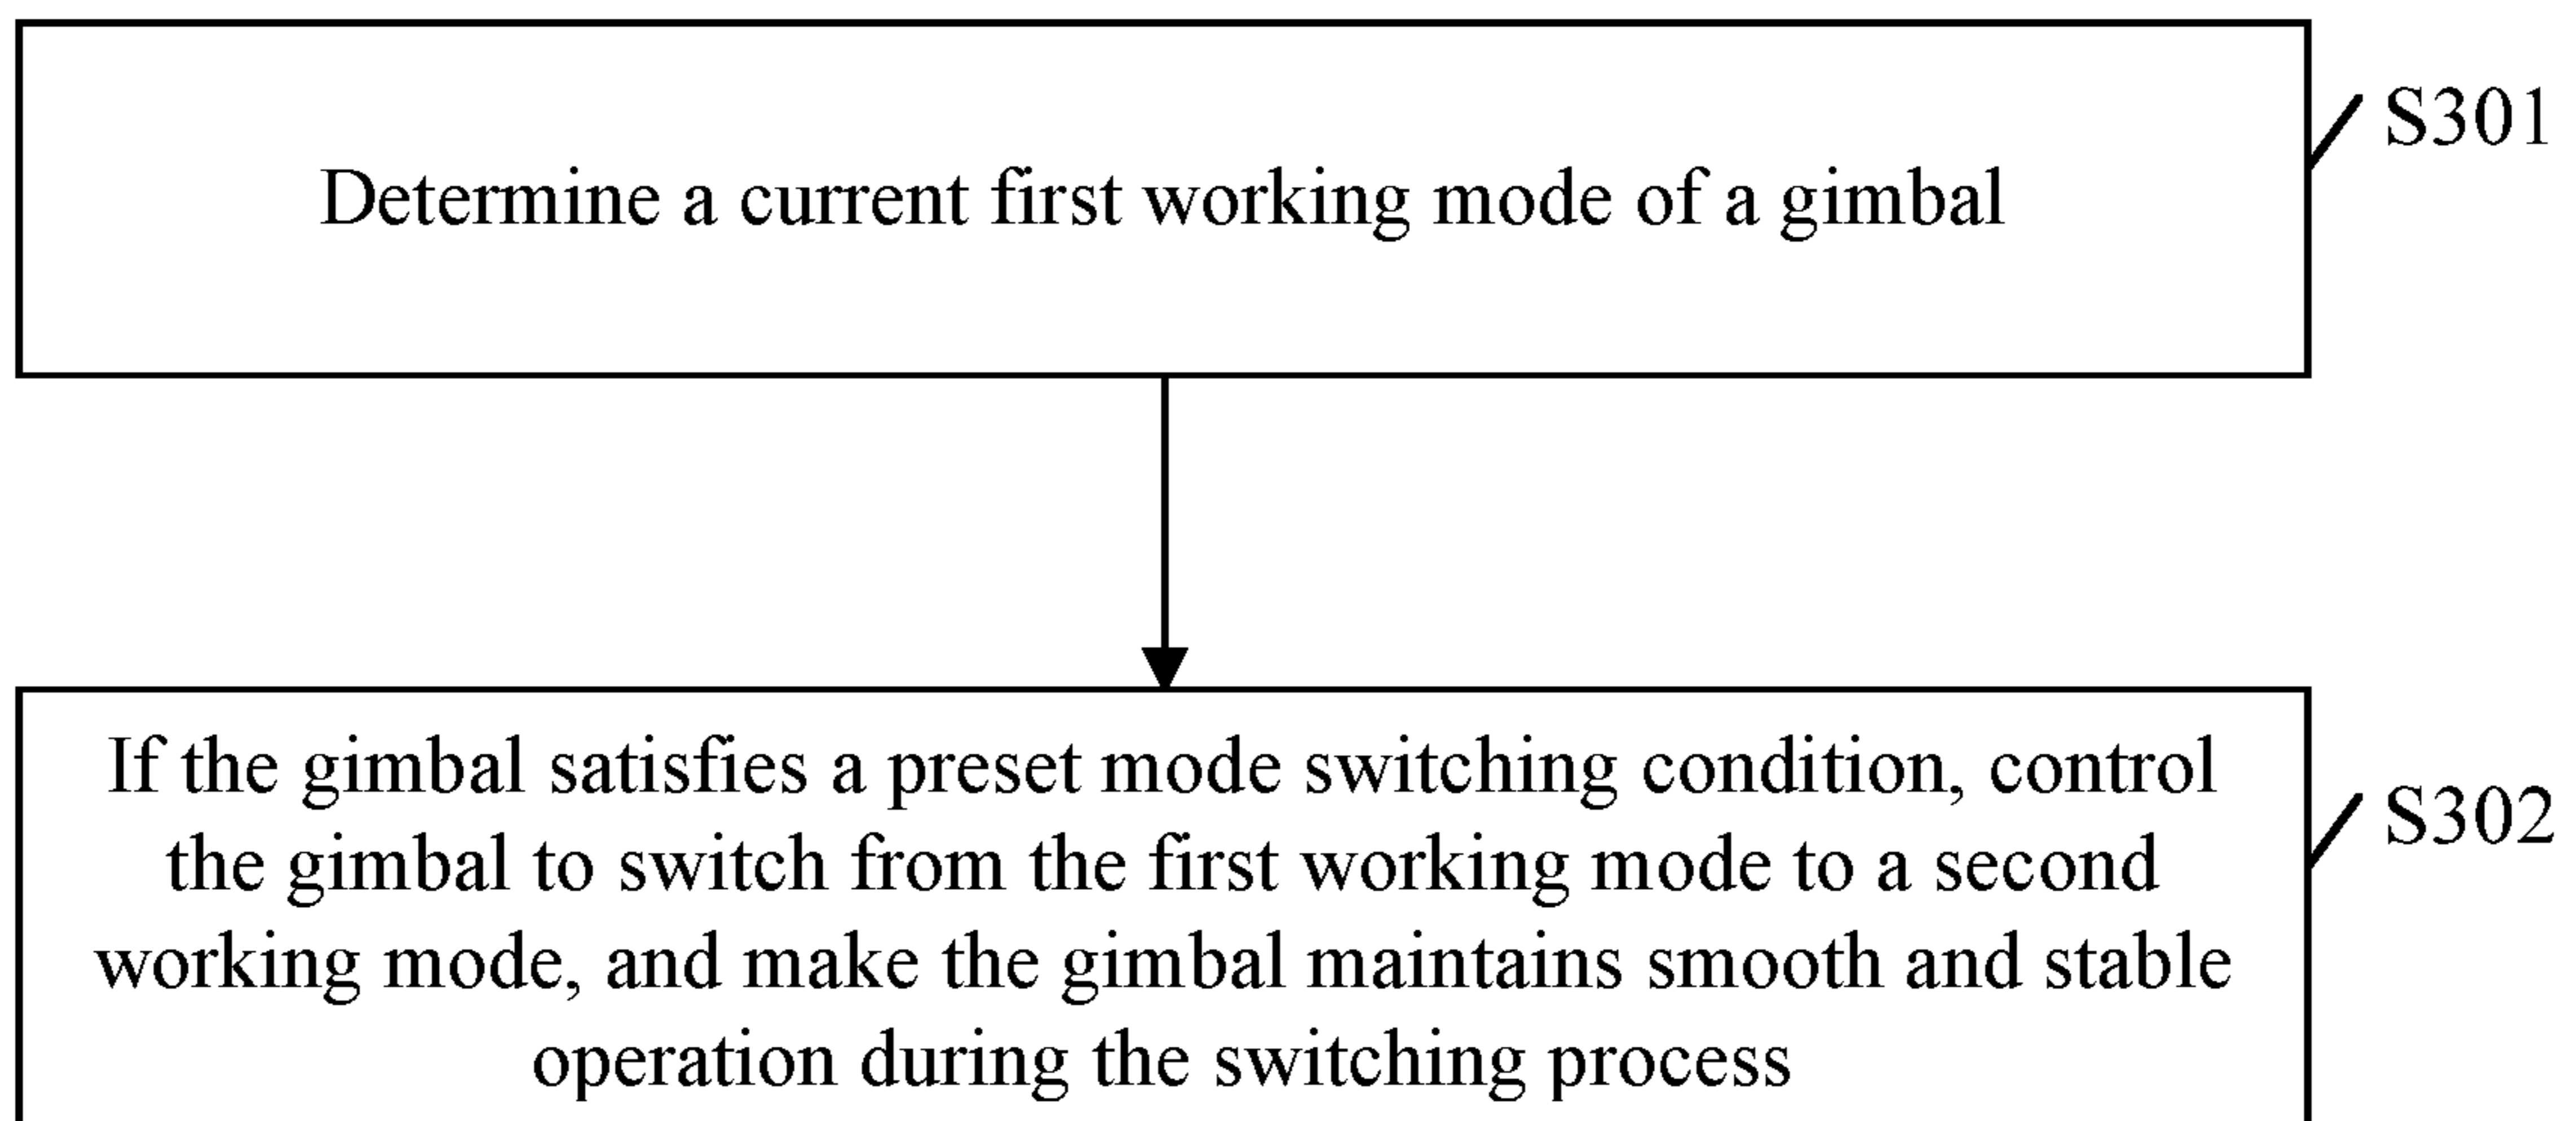 Determine a current first working mode of a gimbal
S301
If the gimbal satisfies a preset mode switching condition, control
the gimbal to switch from the first working mode to a second
working mode, and make the gimbal maintains smooth and stable
operation during the switching process
S302